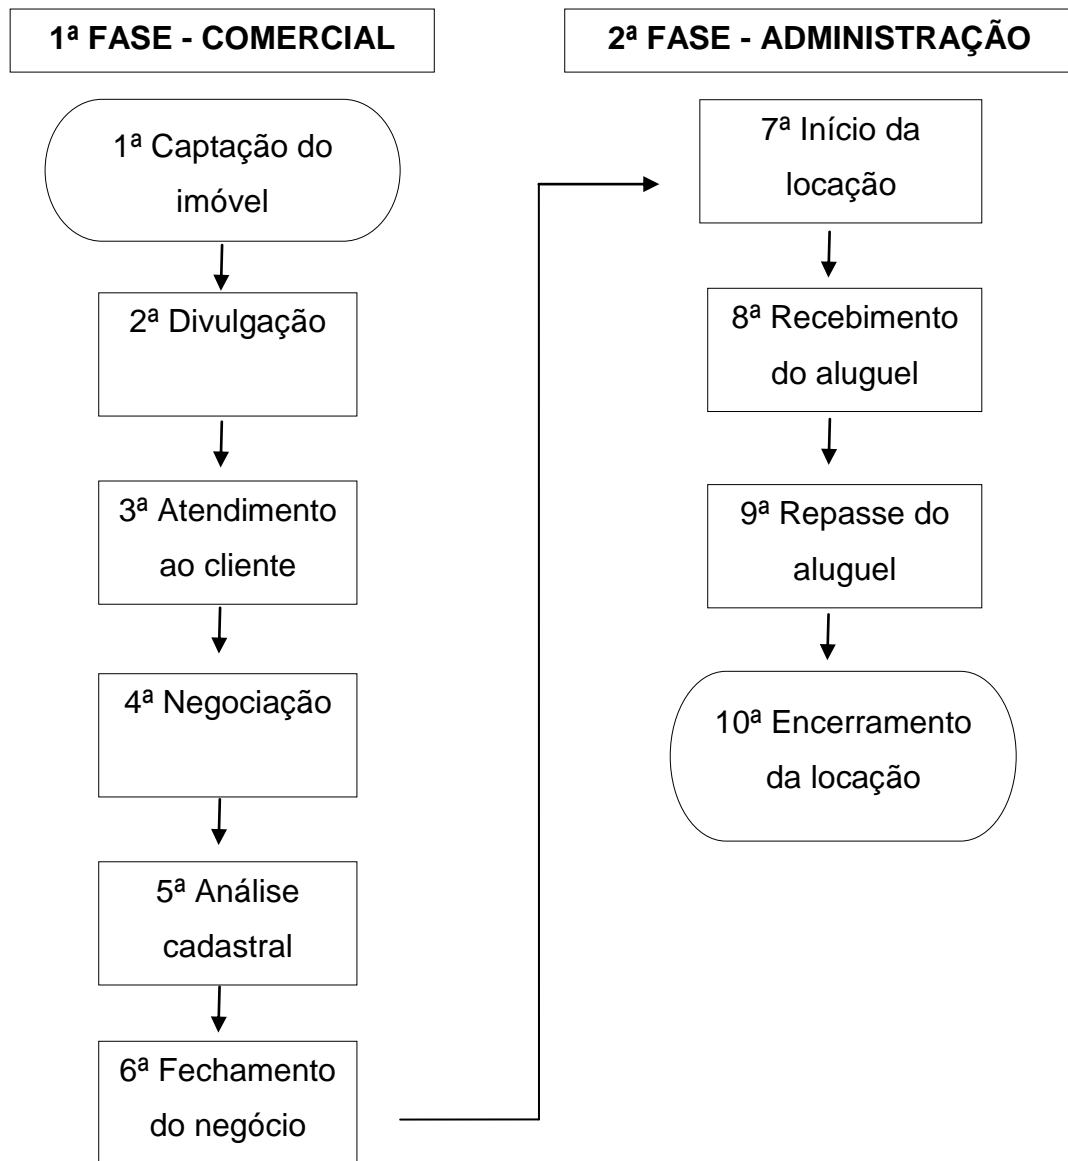 1ª FASE - COMERCIAL
1ª Captação do
imóvel
2ª Divulgação
3ª Atendimento
ao cliente
4ª Negociação
5ª Análise
cadastral
6ª Fechamento
do negócio
2ª FASE - ADMINISTRAÇÃO
7ª Início da
locação
8ª Recebimento
do aluguel
9ª Repasse do
aluguel
10ª Encerramento
da locação